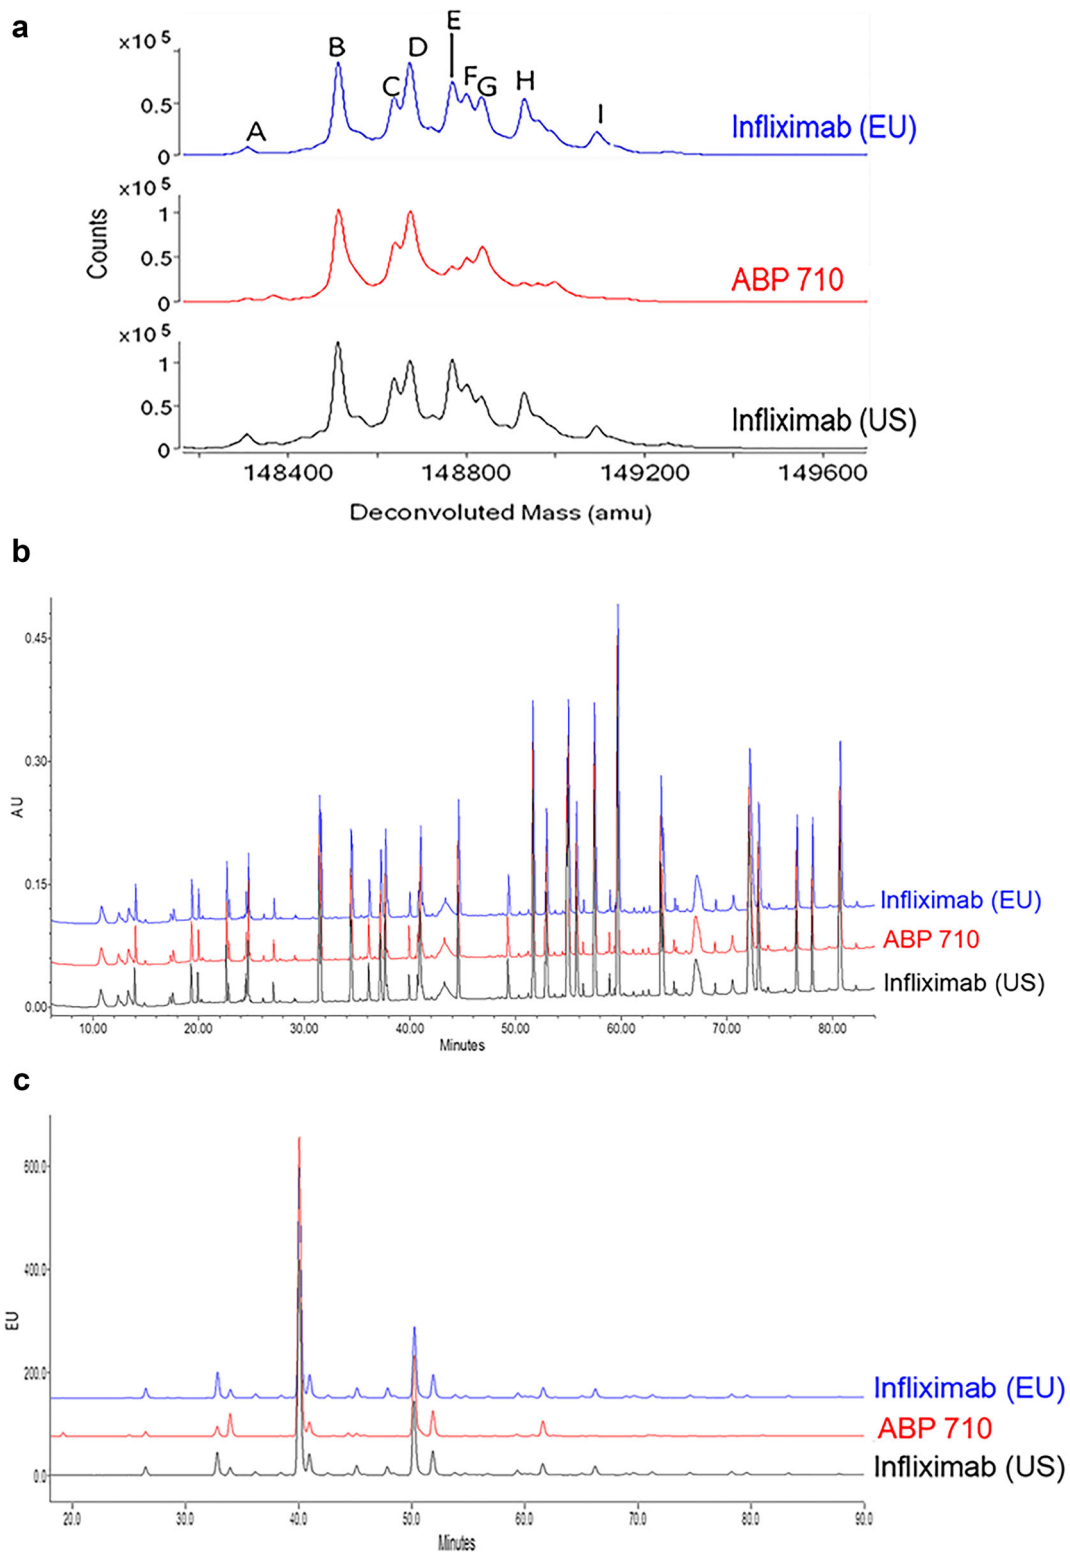 a
E
×10 5
B
D
F
C
G
H
0.5
A
I
Infliximab (EU)
0
×10 5
1
Counts
0.5
ABP 710
0
×10 5
1
0.5
Infliximab (US)
0
148400 148800 149200 149600
Deconvoluted Mass (amu)
b
0.45
0.30
AU
0.15
Infliximab (EU)
ABP 710
Infliximab (US)
0.00
10.00 20.00 30.00 40.00 50.00 60.00 70.00 80.00
Minutes
c
600.0
400.0
EU
200.0
Infliximab (EU)
ABP 710
Infliximab (US)
0.0
20.0 30.0 40.0 50.0 60.0 70.0 80.0 90.0
Minutes